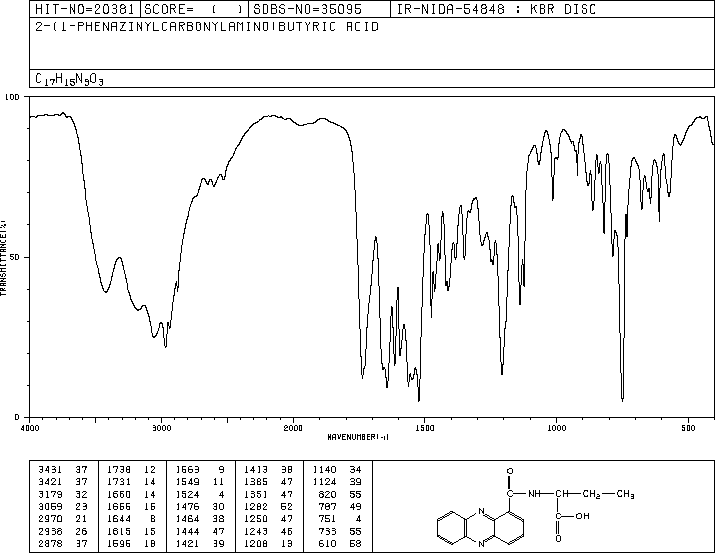 HIT-NO=20381 SCORE= ( ) SDBS-NO=35095 IR-NIDA-54848 : KBR DISC
2-(1-PHENAZINYLCARBONYLAMINO)BUTYRIC ACID
C17H15N3O3
100
50
0
TRANSMITTANCE(%)
4000 3000 2000 1500 1000 500
WAVENUMBER(-1)
3431 37 1738 12 1563 9 1413 38 1140 34
3421 37 1731 14 1549 11 1385 47 1124 39
3179 32 1660 14 1524 4 1351 47 820 55
3059 23 1655 15 1476 30 1282 52 787 49
2970 21 1644 8 1464 38 1250 47 751 4
2938 26 1615 15 1444 47 1243 46 733 55
2878 37 1595 18 1421 39 1208 13 610 58
O
C NH CH CH2 CH3
N
C OH
N
O